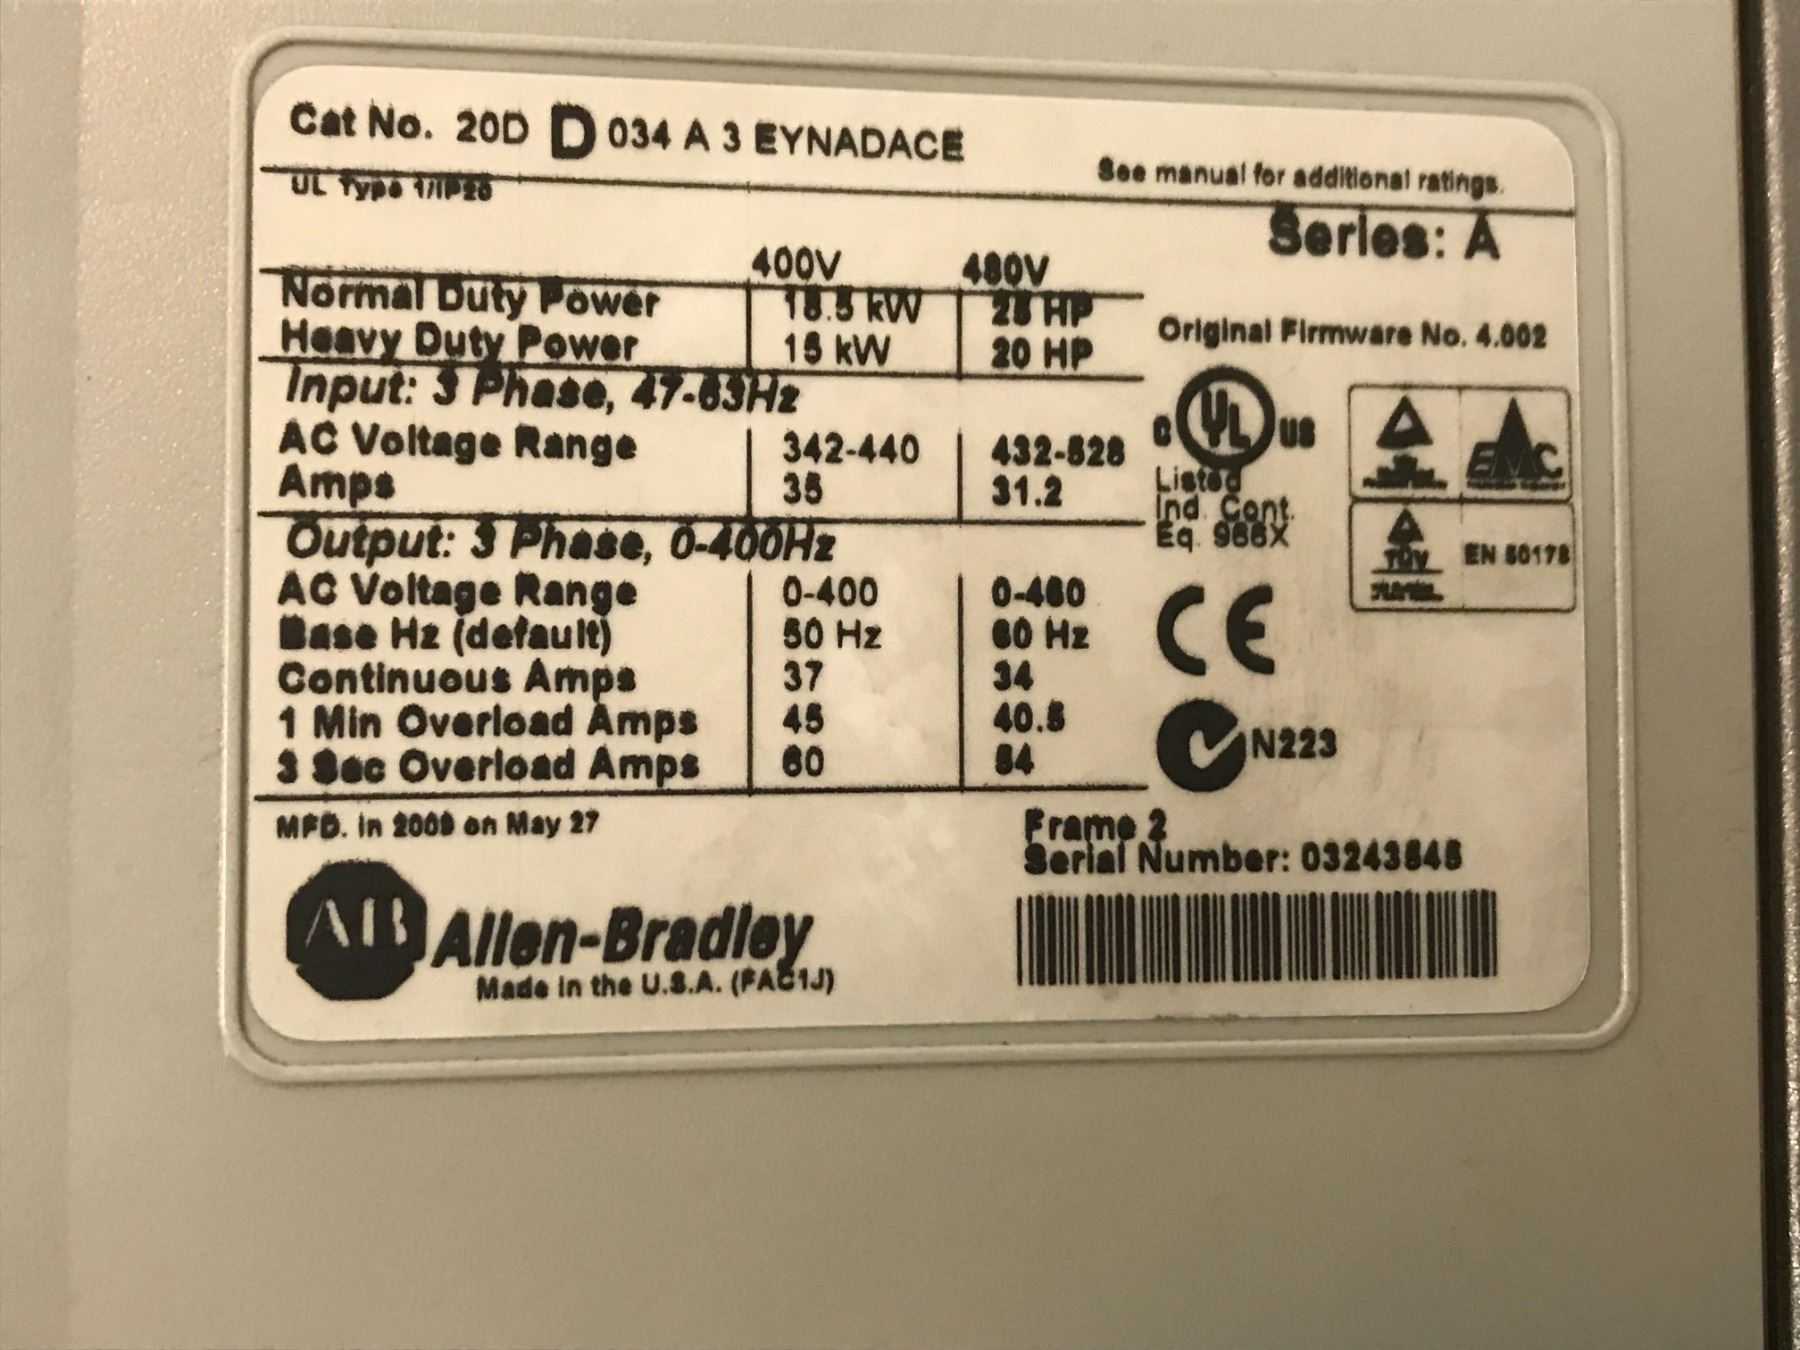 Cat No. 20D D 034 A 3 EYNADACE
UL Type 1/IP20
See manual for additional ratings.
Series: A
400V 480V
Normal Duty Power 18.5 kW 25 HP
Heavy Duty Power 15 kW 20 HP
Original Firmware No. 4.002
Input: 3 Phase, 47-63Hz
AC Voltage Range 342-440 432-528
Amps 35 31.2
C UL US
Listed
Ind. Cont.
Eq. 966X
EMC
Output: 3 Phase, 0-400Hz
TÜV
EN 50178
AC Voltage Range 0-400 0-460
Base Hz (default) 50 Hz 60 Hz
Continuous Amps 37 34
1 Min Overload Amps 45 40.5
3 Sec Overload Amps 60 54
CE
N223
MFD. in 2009 on May 27
Frame 2
Serial Number:
AB Allen-Bradley
Made in the U.S.A. (FAC1J)